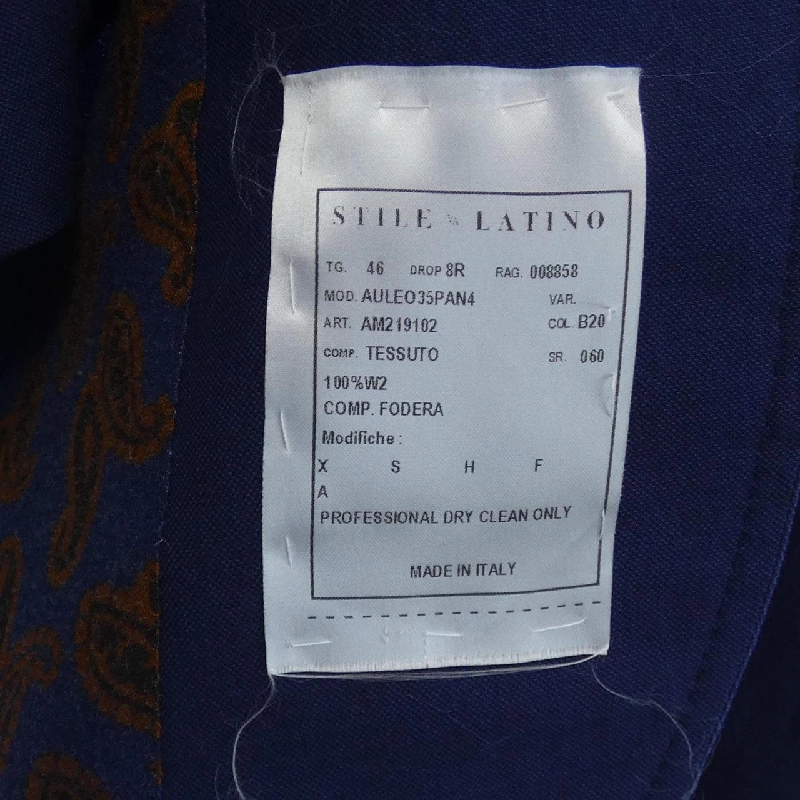 STILE LATINO
TG. 46 DROP 8R RAG. 008858
MOD. AULEO35PAN4 VAR.
ART. AM219102 COL. B20
COMP. TESSUTO SR. 060
100%W2
COMP. FODERA
Modifiche :
X S H F
A
PROFESSIONAL DRY CLEAN ONLY
MADE IN ITALY